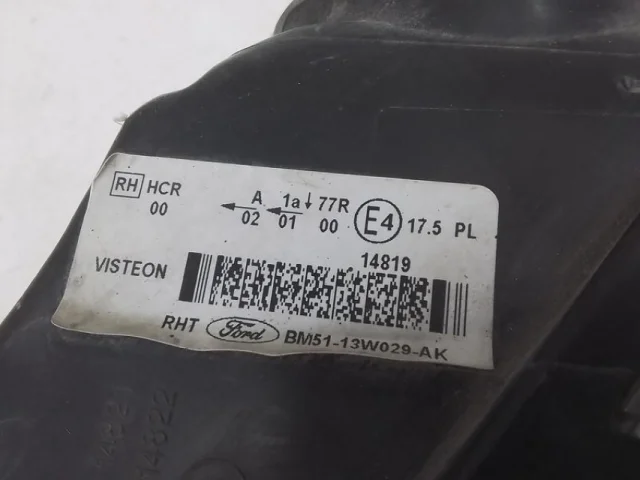 RH HCR A 1a↓77R E4 17.5 PL
00 ←02 ←01 00
14819
VISTEON
RHT Ford BM51-13W029-AK